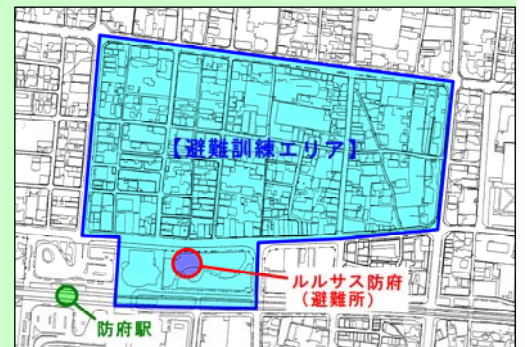 【避難訓練エリア】
ルルサス防府
（避難所）
防府駅